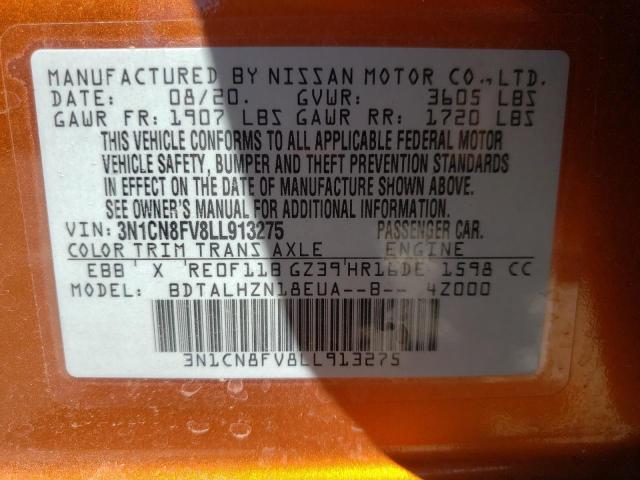 MANUFACTURED BY NISSAN MOTOR CO., LTD.
DATE: 08/20. GVWR: 3605 LBS
GAWR FR: 1907 LBS GAWR RR: 1720 LBS
THIS VEHICLE CONFORMS TO ALL APPLICABLE FEDERAL MOTOR
VEHICLE SAFETY, BUMPER AND THEFT PREVENTION STANDARDS
IN EFFECT ON THE DATE OF MANUFACTURE SHOWN ABOVE.
SEE OWNER'S MANUAL FOR ADDITIONAL INFORMATION.
VIN: 3N1CN8FV8LL913275 PASSENGER CAR.
COLOR TRIM TRANS AXLE ENGINE
EBB X RE0F11B GZ39 HR16DE 1598 CC
MODEL: BDTALHZN18EUA--B-- 4Z000
3N1CN8FV8LL913275